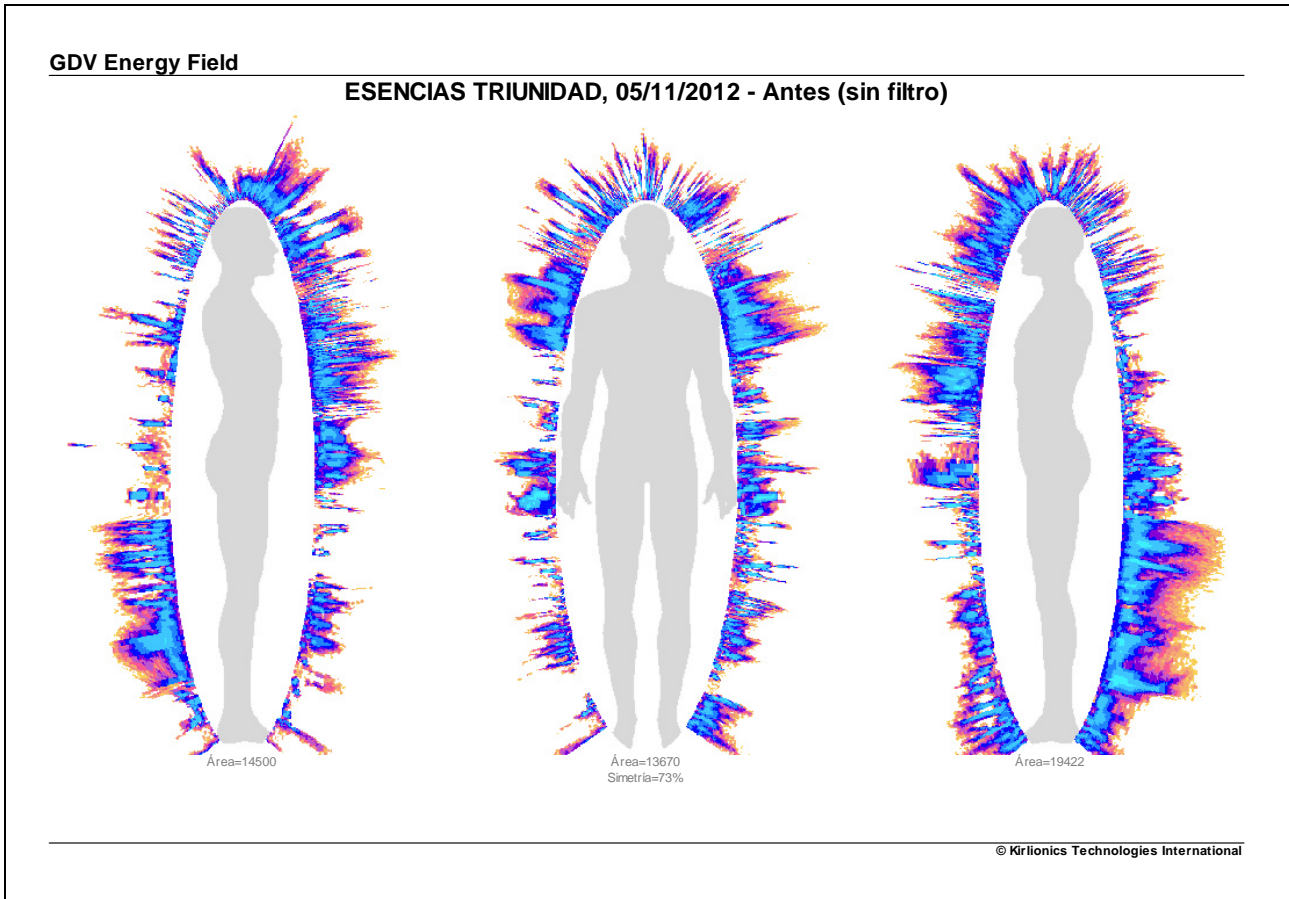 GDV Energy Field
ESENCIAS TRIUNIDAD, 05/11/2012 - Antes (sin filtro)
Área=14500
Área=13670
Simetría=73%
Área=19422
© Kirlionics Technologies International